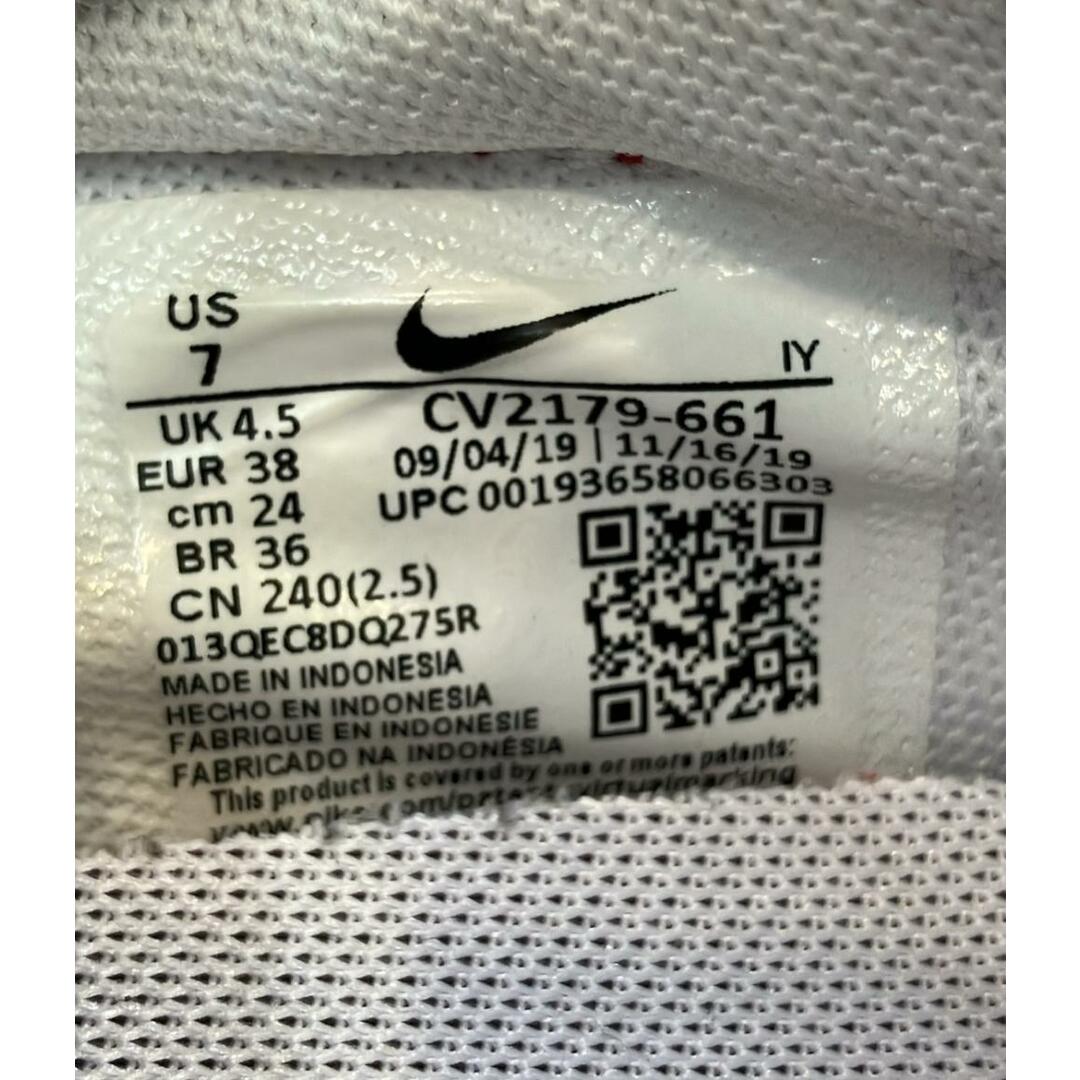 US
7
IY
UK 4.5
EUR 38
cm 24
BR 36
CN 240(2.5)
CV2179-661
09/04/19 | 11/16/19
UPC 00193658066303
013QEC8DQ275R
MADE IN INDONESIA
HECHO EN INDONESIA
FABRIQUE EN INDONESIE
FABRICADO NA INDONÉSIA
This product is covered by one or more patents: